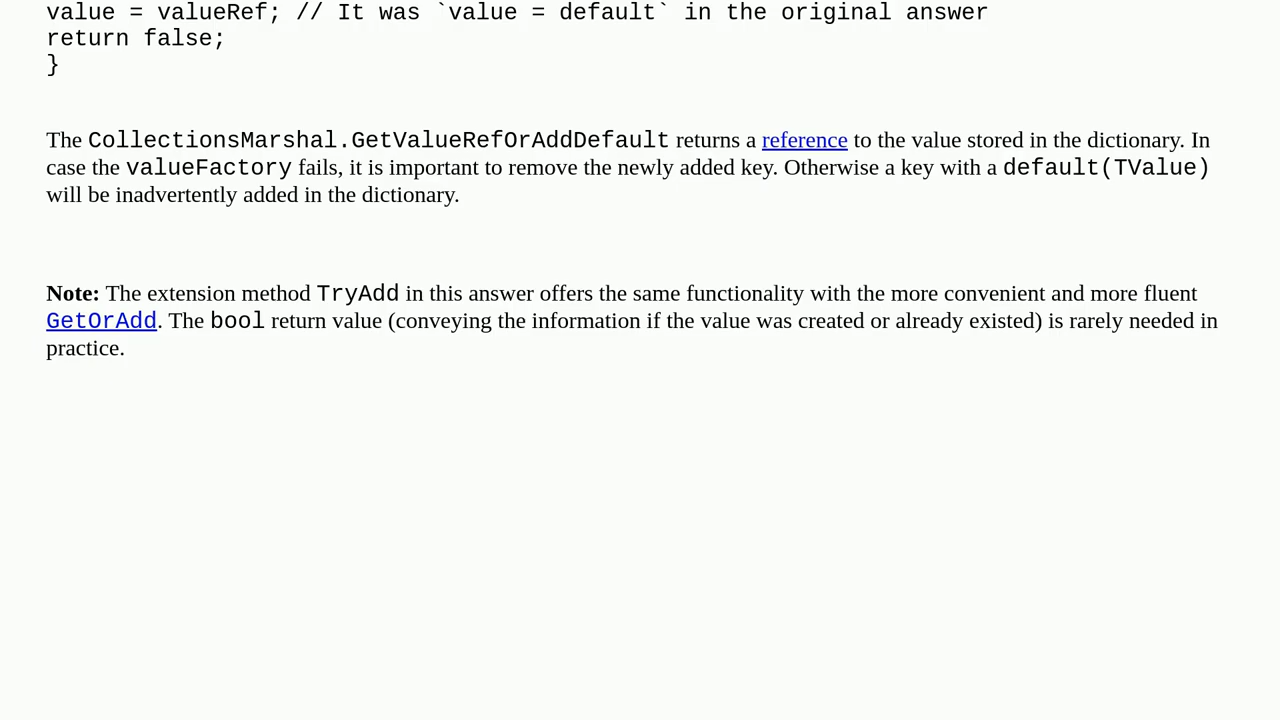 value = valueRef; // It was `value = default` in the original answer
return false;
}
The CollectionsMarshal.GetValueRefOrAddDefault returns a reference to the value stored in the dictionary. In
case the valueFactory fails, it is important to remove the newly added key. Otherwise a key with a default(TValue)
will be inadvertently added in the dictionary.
Note: The extension method TryAdd in this answer offers the same functionality with the more convenient and more fluent
GetOrAdd. The bool return value (conveying the information if the value was created or already existed) is rarely needed in
practice.